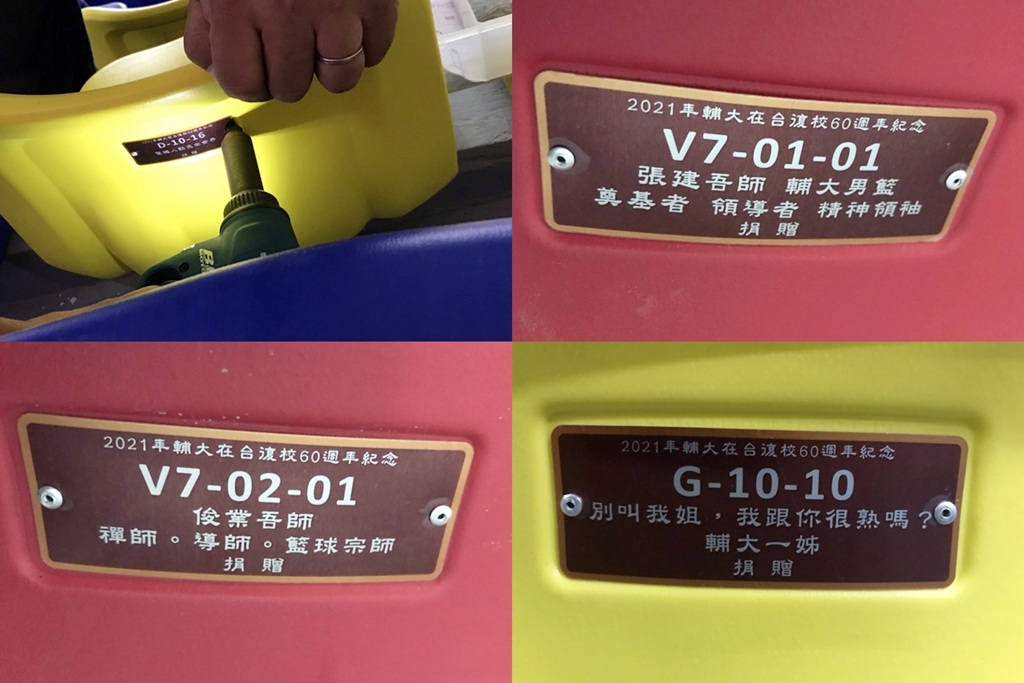 D-10-16
2021年輔大在台復校60週年紀念
V7-01-01
張建吾師 輔大男籃
奠基者 領導者 精神領袖
捐 贈
2021年輔大在台復校60週年紀念
V7-02-01
俊業吾師
禪師。導師。籃球宗師
捐 贈
2021年輔大在台復校60週年紀念
G-10-10
別叫我姐，我跟你很熟嗎？
輔大一姊
捐 贈